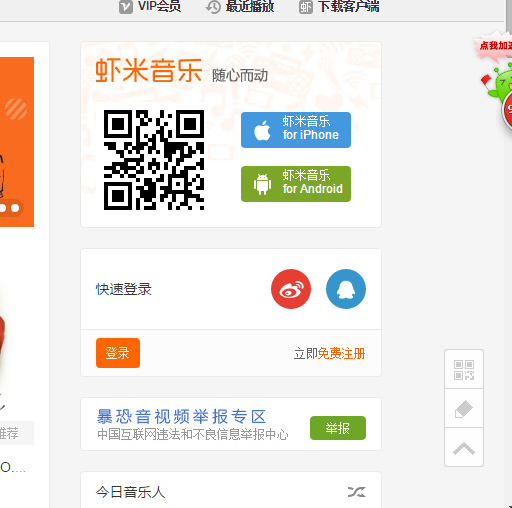 VIP会员 最近播放 下载客户端
点我加
虾米音乐 随心而动
虾米音乐
for iPhone
虾米音乐
for Android
快速登录
登录 立即免费注册
推荐
暴恐音视频举报专区
中国互联网违法和不良信息举报中心
举报
O....
今日音乐人